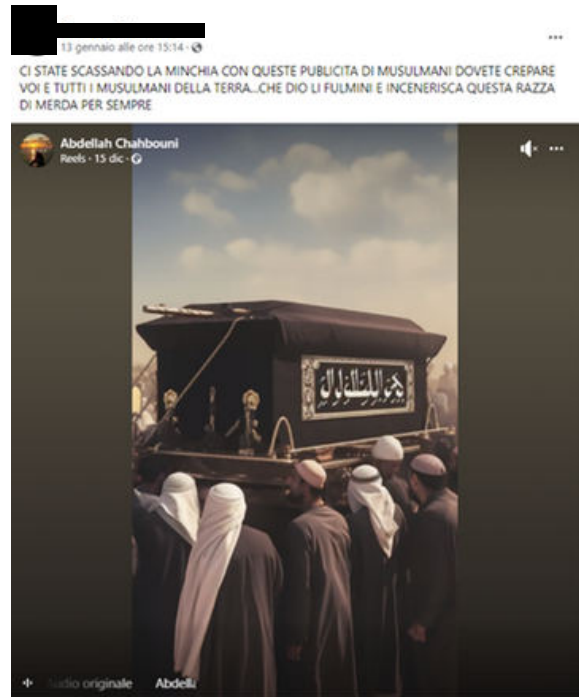 13 gennaio alle ore 15:14 ·
CI STATE SCASSANDO LA MINCHIA CON QUESTE PUBLICITA DI MUSULMANI DOVETE CREPARE
VOI E TUTTI I MUSULMANI DELLA TERRA...CHE DIO LI FULMINI E INCENERISCA QUESTA RAZZA
DI MERDA PER SEMPRE
Abdellah Chahbouni
Reels · 15 dic ·
originale Abdella